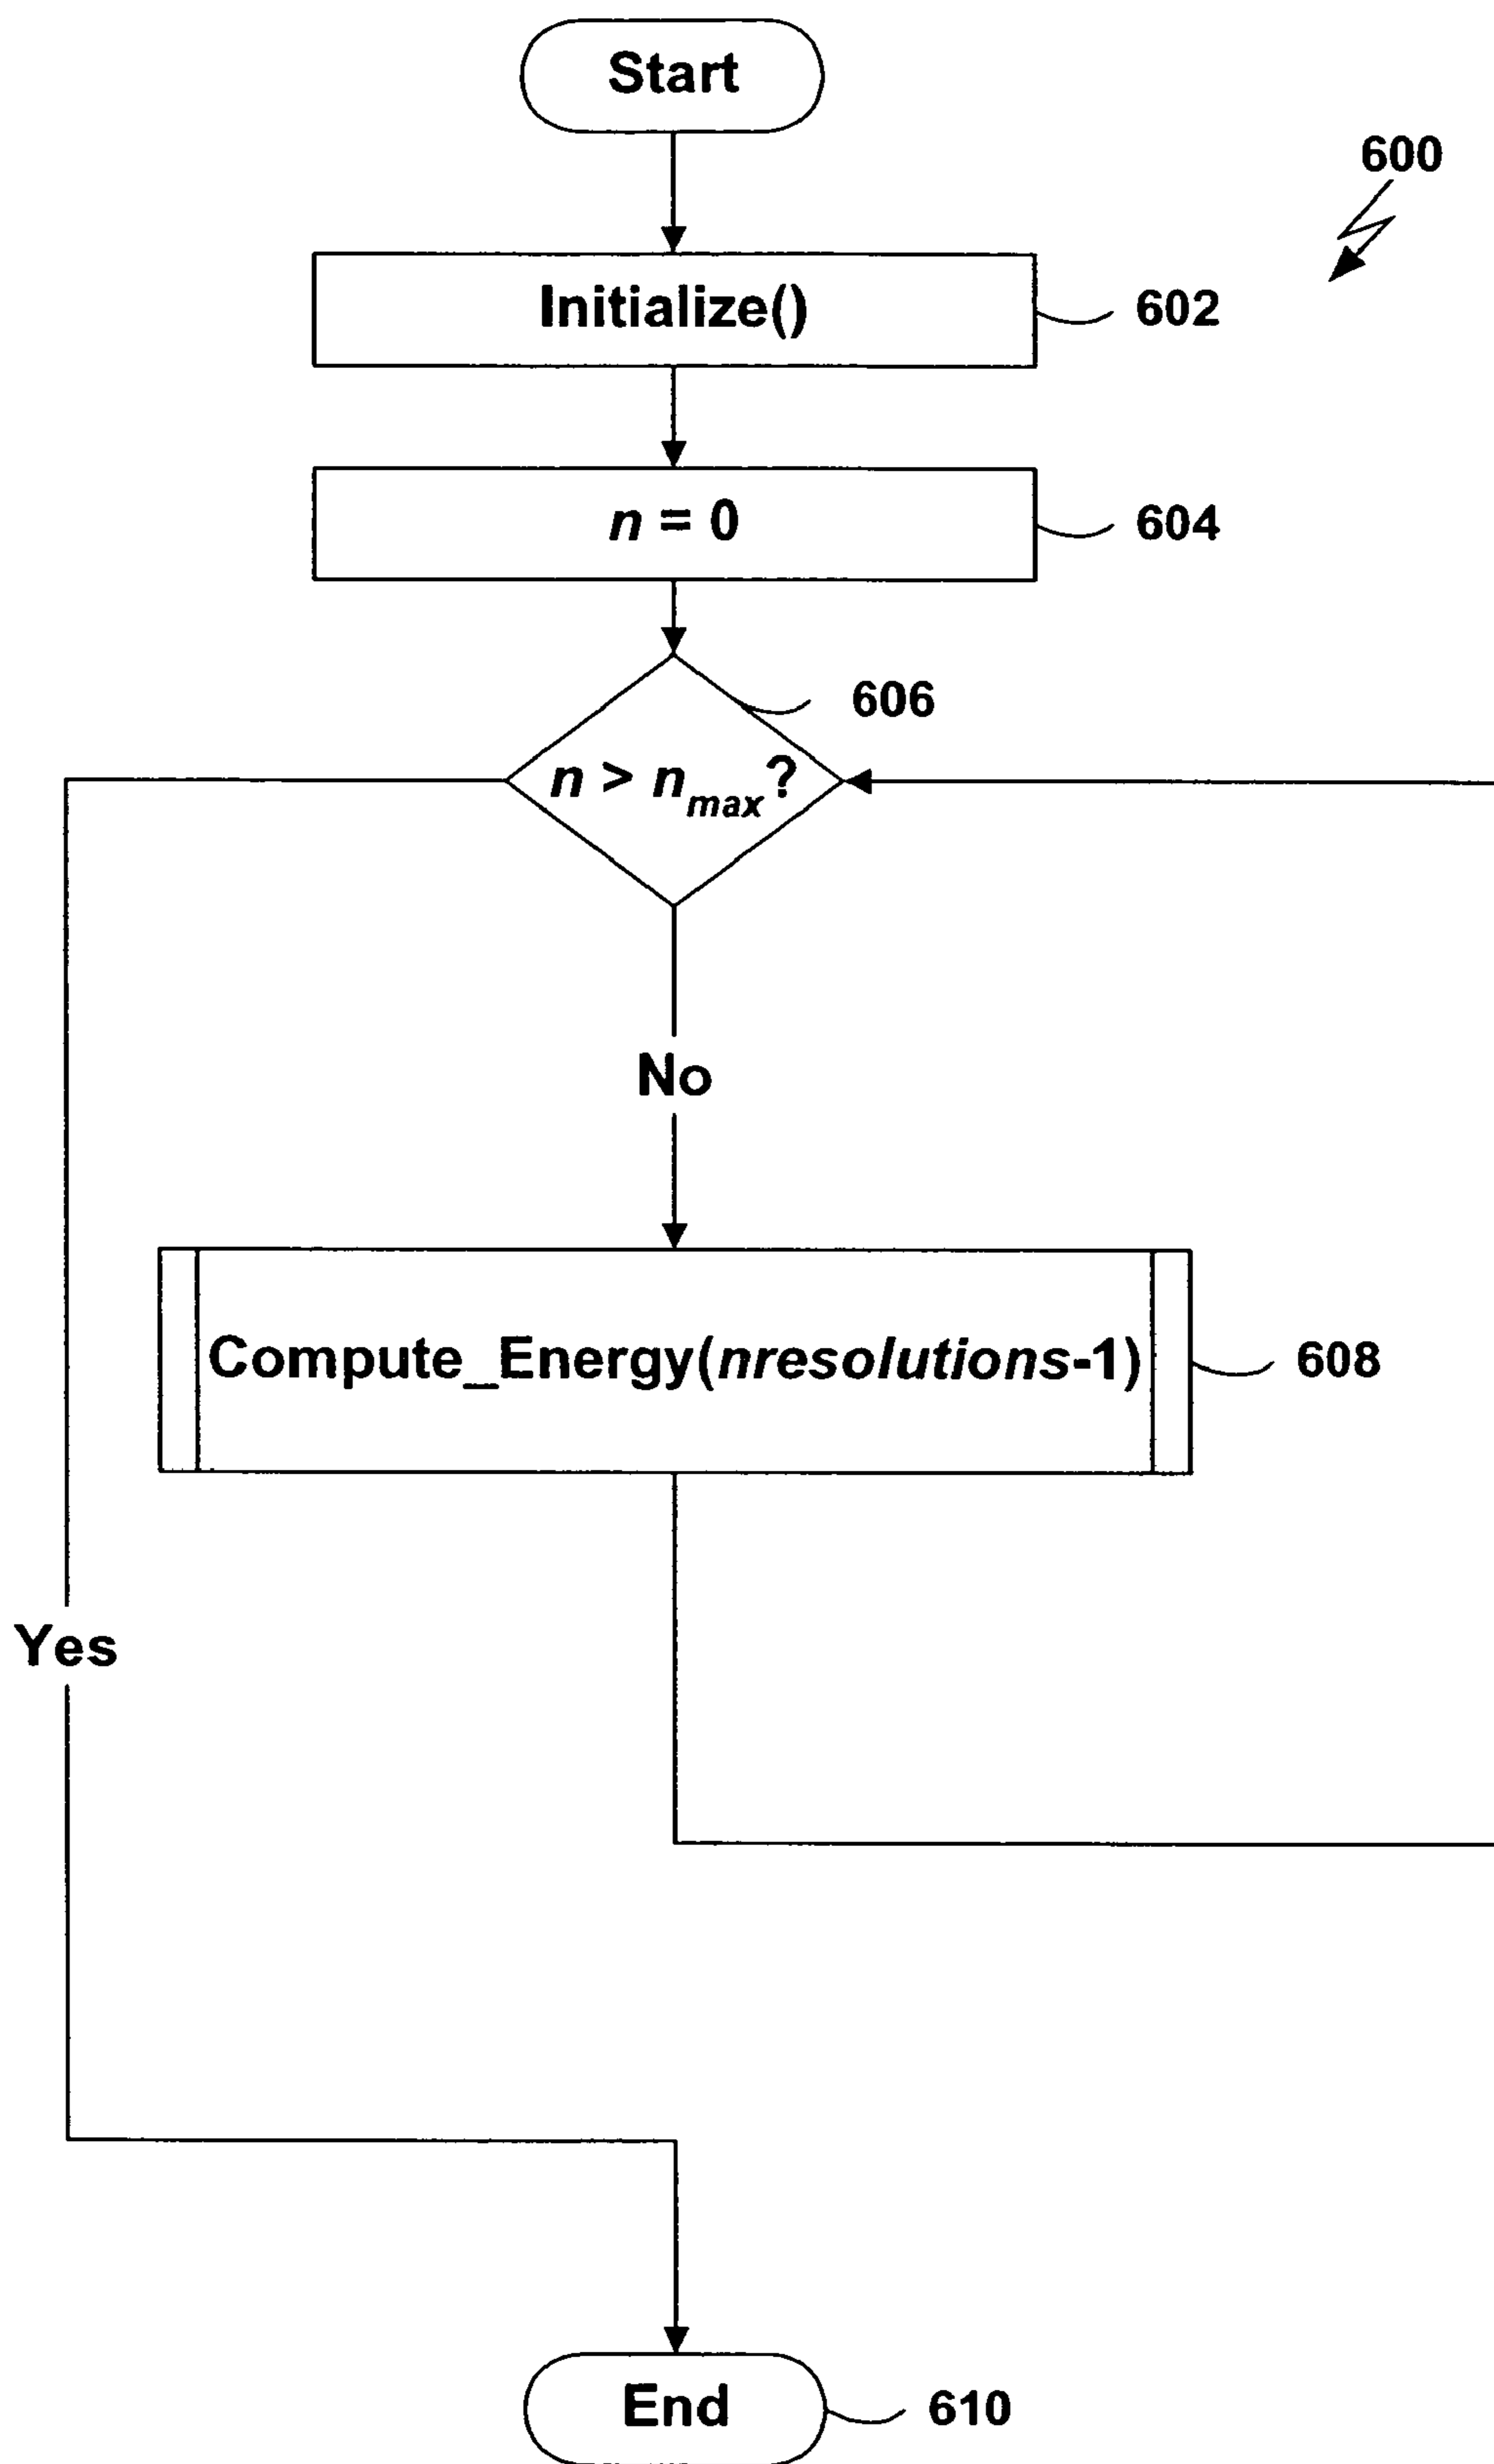 Start
600
Initialize()
602
n = 0
604
606
n > nmax?
No
Compute_Energy(nresolutions-1)
608
Yes
End
610